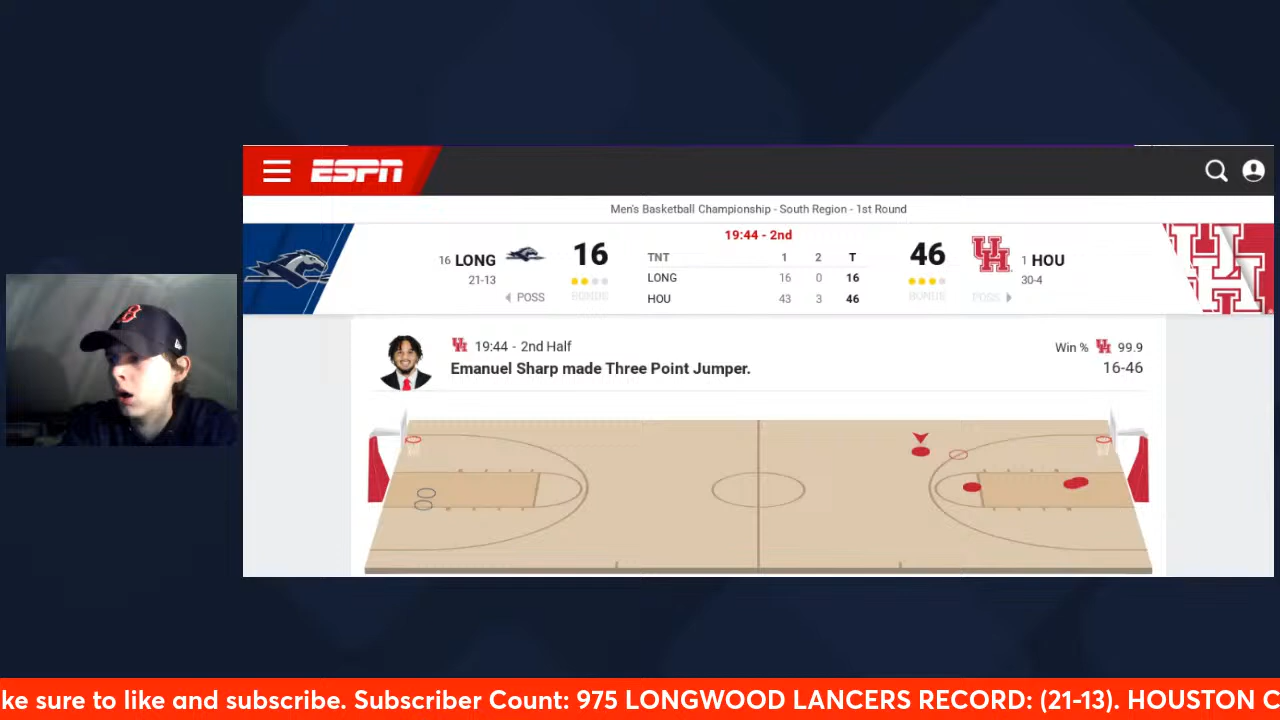 ESPN
Men's Basketball Championship - South Region - 1st Round
16 LONG
21-13
POSS
16
BONUS
19:44 - 2nd
TNT 1 2 T
LONG 16 0 16
HOU 43 3 46
46
BONUS
1 HOU
30-4
POSS
19:44 - 2nd Half
Emanuel Sharp made Three Point Jumper.
Win % 99.9
16-46
ke sure to like and subscribe. Subscriber Count: 975 LONGWOOD LANCERS RECORD: (21-13). HOUSTON C